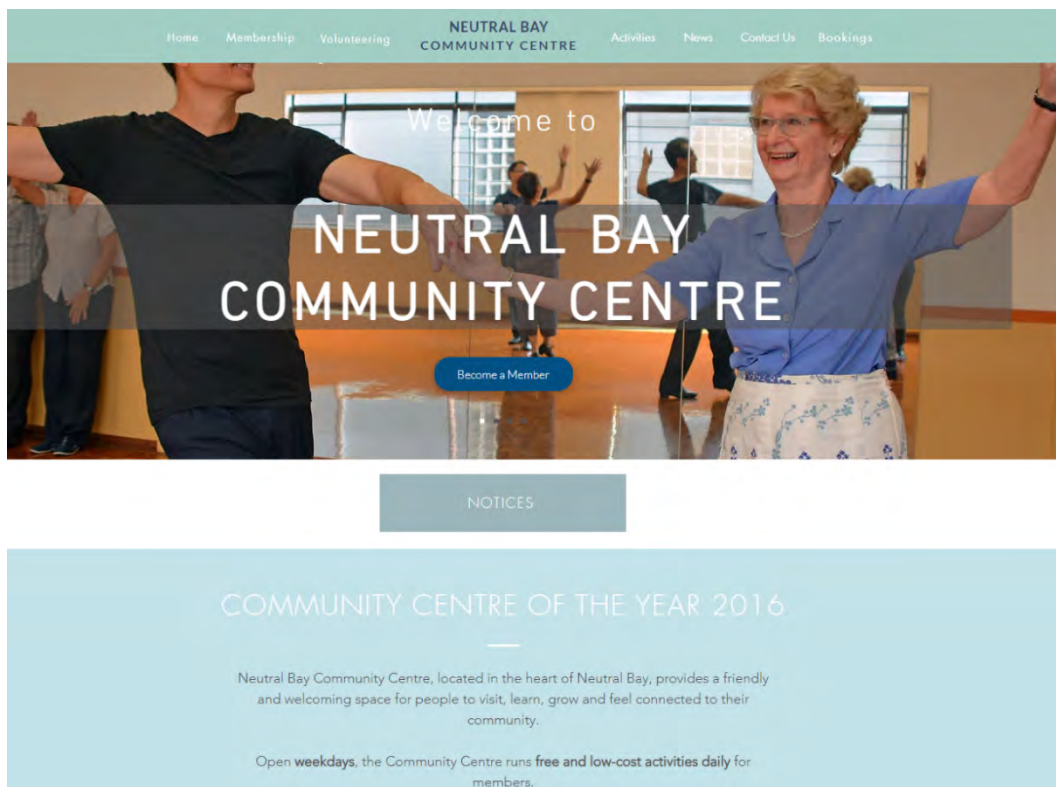 Home Membership Volunteering NEUTRAL BAY COMMUNITY CENTRE Activities News Contact Us Bookings
Welcome to
NEUTRAL BAY
COMMUNITY CENTRE
Become a Member
NOTICES
COMMUNITY CENTRE OF THE YEAR 2016
Neutral Bay Community Centre, located in the heart of Neutral Bay, provides a friendly
and welcoming space for people to visit, learn, grow and feel connected to their
community.
Open weekdays, the Community Centre runs free and low-cost activities daily for
members.